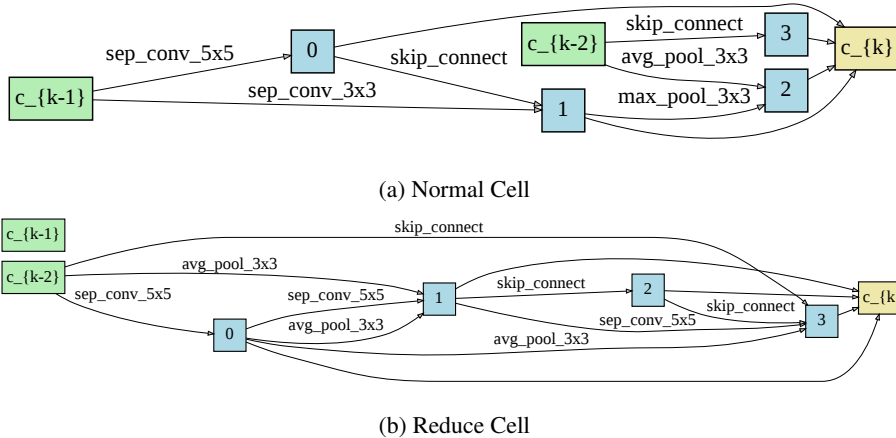 sep_conv_5x5
0
skip_connect
c_{k-2}
skip_connect
3
c_{k}
avg_pool_3x3
c_{k-1}
sep_conv_3x3
max_pool_3x3
2
1
(a) Normal Cell
c_{k-1}
skip_connect
c_{k-2}
avg_pool_3x3
sep_conv_5x5
sep_conv_5x5
1
skip_connect
2
c_{k
0
avg_pool_3x3
sep_conv_5x5
skip_connect
3
avg_pool_3x3
(b) Reduce Cell